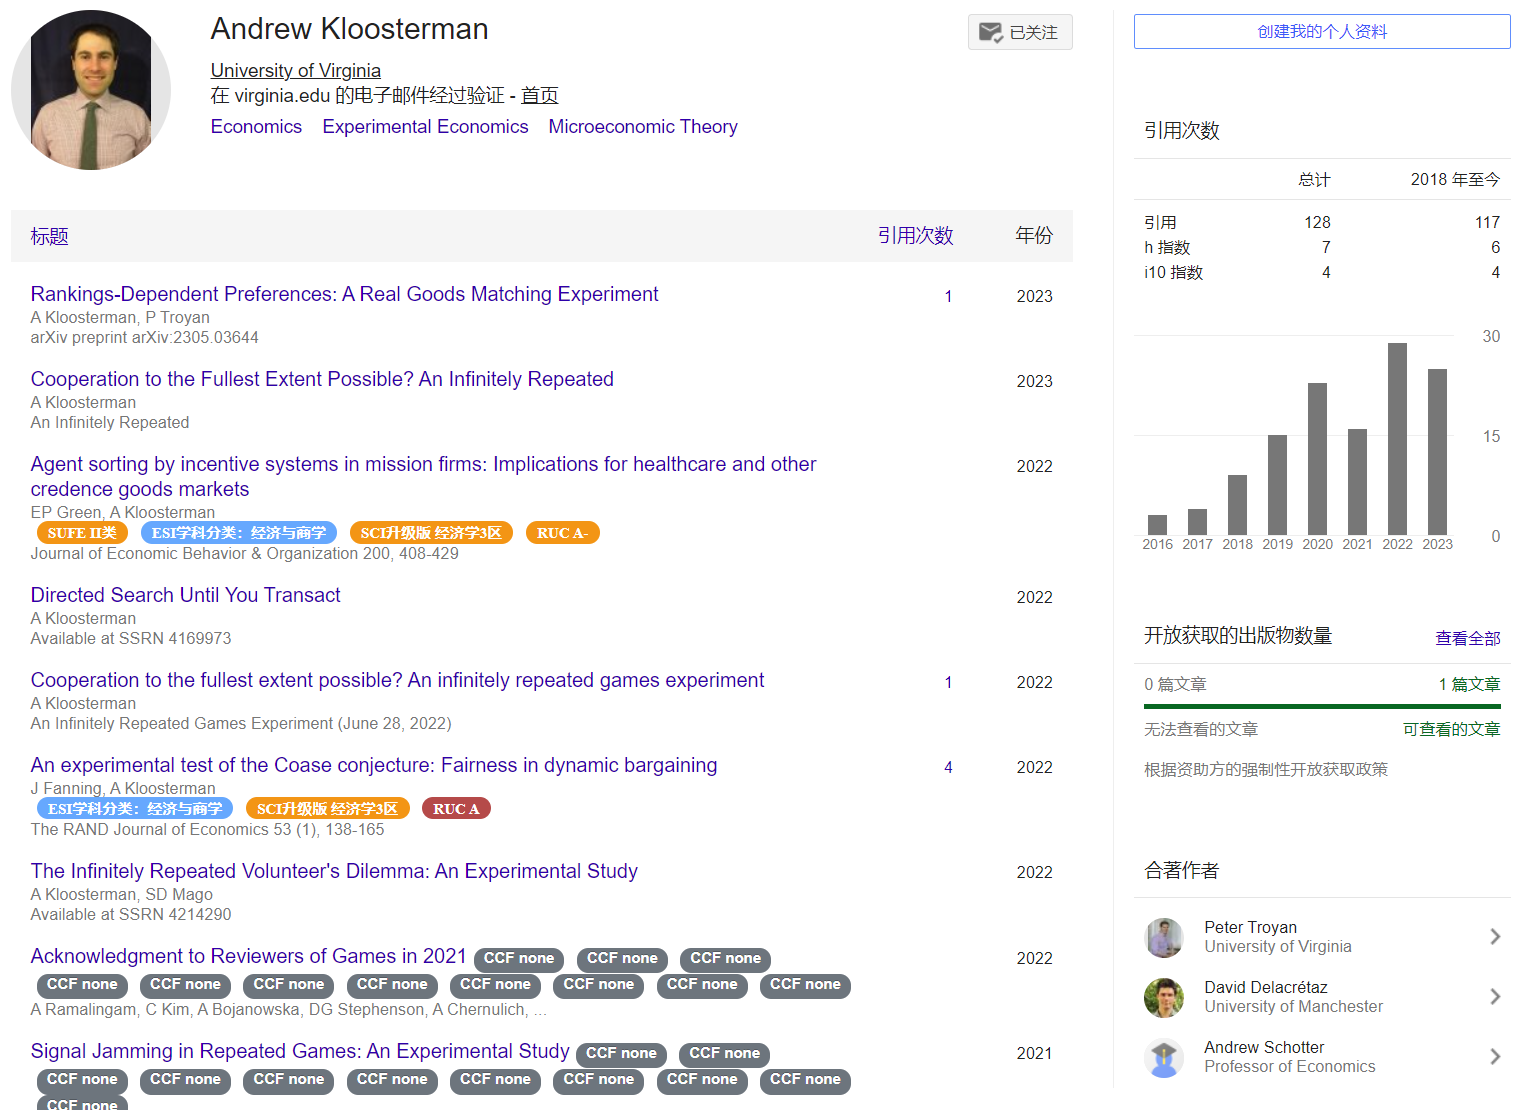 Andrew Kloosterman
已关注
University of Virginia
在 virginia.edu 的电子邮件经过验证 - 首页
Economics Experimental Economics Microeconomic Theory
标题 引用次数 年份
Rankings-Dependent Preferences: A Real Goods Matching Experiment 1 2023
A Kloosterman, P Troyan
arXiv preprint arXiv:2305.03644
Cooperation to the Fullest Extent Possible? An Infinitely Repeated 2023
A Kloosterman
An Infinitely Repeated
Agent sorting by incentive systems in mission firms: Implications for healthcare and other 2022
credence goods markets
EP Green, A Kloosterman
SUFE II类 ESI学科分类：经济与商学 SCI升级版 经济学3区 RUC A-
Journal of Economic Behavior & Organization 200, 408-429
Directed Search Until You Transact 2022
A Kloosterman
Available at SSRN 4169973
Cooperation to the fullest extent possible? An infinitely repeated games experiment 1 2022
A Kloosterman
An Infinitely Repeated Games Experiment (June 28, 2022)
An experimental test of the Coase conjecture: Fairness in dynamic bargaining 4 2022
J Fanning, A Kloosterman
ESI学科分类：经济与商学 SCI升级版 经济学3区 RUC A
The RAND Journal of Economics 53 (1), 138-165
The Infinitely Repeated Volunteer's Dilemma: An Experimental Study 2022
A Kloosterman, SD Mago
Available at SSRN 4214290
Acknowledgment to Reviewers of Games in 2021 CCF none CCF none CCF none 2022
CCF none CCF none CCF none CCF none CCF none CCF none CCF none CCF none
A Ramalingam, C Kim, A Bojanowska, DG Stephenson, A Chernulich, ...
Signal Jamming in Repeated Games: An Experimental Study CCF none CCF none 2021
CCF none CCF none CCF none CCF none CCF none CCF none CCF none CCF none
CCF none
创建我的个人资料
引用次数
总计 2018 年至今
引用 128 117
h 指数 7 6
i10 指数 4 4
30
15
0
2016 2017 2018 2019 2020 2021 2022 2023
开放获取的出版物数量 查看全部
0 篇文章 1 篇文章
无法查看的文章 可查看的文章
根据资助方的强制性开放获取政策
合著作者
Peter Troyan
University of Virginia
David Delacrétaz
University of Manchester
Andrew Schotter
Professor of Economics